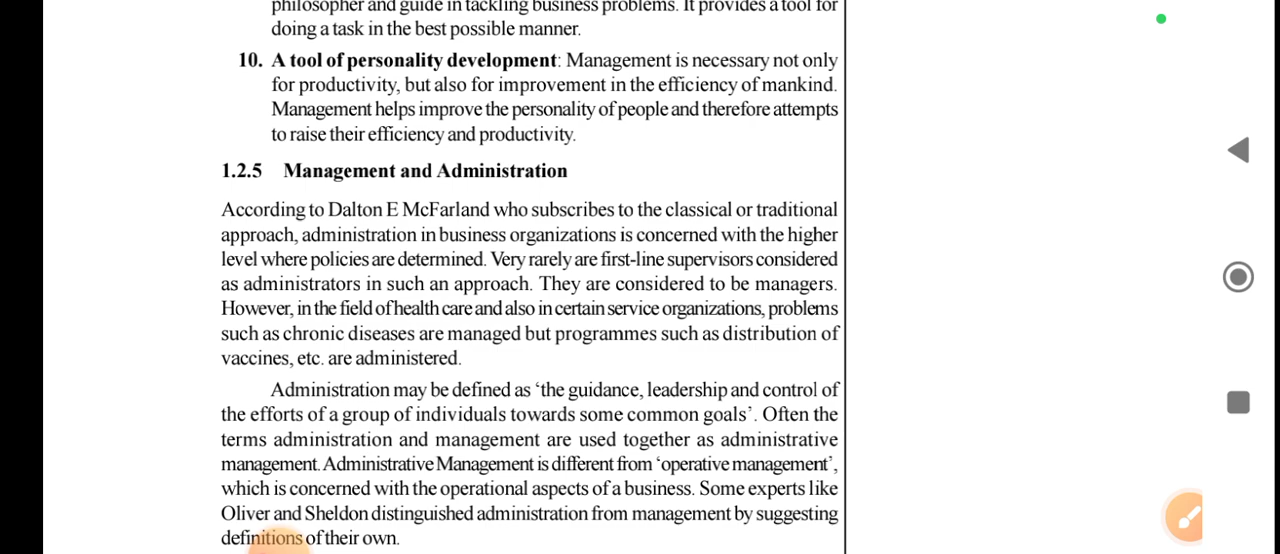 philosopher and guide in tackling business problems. It provides a tool for
doing a task in the best possible manner.
10. A tool of personality development: Management is necessary not only
for productivity, but also for improvement in the efficiency of mankind.
Management helps improve the personality of people and therefore attempts
to raise their efficiency and productivity.
1.2.5 Management and Administration
According to Dalton E McFarland who subscribes to the classical or traditional
approach, administration in business organizations is concerned with the higher
level where policies are determined. Very rarely are first-line supervisors considered
as administrators in such an approach. They are considered to be managers.
However, in the field of health care and also in certain service organizations, problems
such as chronic diseases are managed but programmes such as distribution of
vaccines, etc. are administered.
Administration may be defined as ‘the guidance, leadership and control of
the efforts of a group of individuals towards some common goals’. Often the
terms administration and management are used together as administrative
management. Administrative Management is different from ‘operative management’,
which is concerned with the operational aspects of a business. Some experts like
Oliver and Sheldon distinguished administration from management by suggesting
definitions of their own.